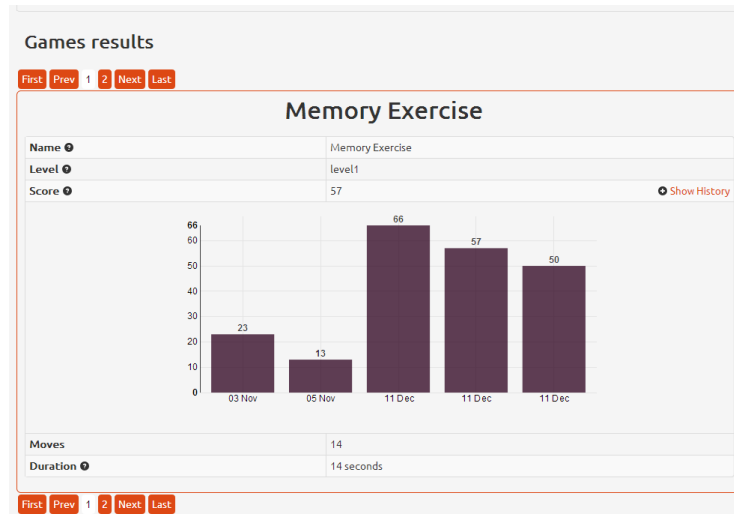 Games results
First Prev 1 2 Next Last
Memory Exercise
Name Memory Exercise
Level level1
Score 57 Show History
66
66
60
57
50
50
40
30
23
20
13
10
0
03 Nov 05 Nov 11 Dec 11 Dec 11 Dec
Moves 14
Duration 14 seconds
First Prev 1 2 Next Last